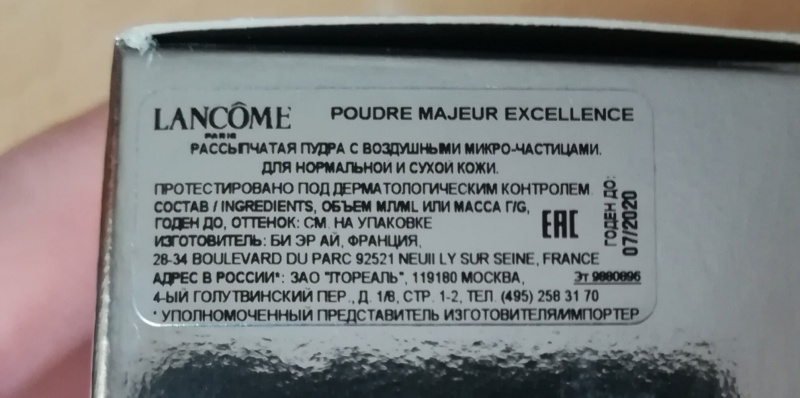 LANCÔME
PARIS
POUDRE MAJEUR EXCELLENCE
РАССЫПЧАТАЯ ПУДРА С ВОЗДУШНЫМИ МИКРО-ЧАСТИЦАМИ.
ДЛЯ НОРМАЛЬНОЙ И СУХОЙ КОЖИ.
ПРОТЕСТИРОВАНО ПОД ДЕРМАТОЛОГИЧЕСКИМ КОНТРОЛЕМ.
СОСТАВ / INGREDIENTS, ОБЪЕМ МЛ/ML ИЛИ МАССА Г/G,
ГОДЕН ДО, ОТТЕНОК: СМ. НА УПАКОВКЕ
ИЗГОТОВИТЕЛЬ: БИ ЭР АЙ, ФРАНЦИЯ,
28-34 BOULEVARD DU PARC 92521 NEUILLY SUR SEINE, FRANCE
АДРЕС В РОССИИ*: ЗАО "Л'ОРЕАЛЬ", 119180 МОСКВА,
4-ЫЙ ГОЛУТВИНСКИЙ ПЕР., Д. 1/8, СТР. 1-2, ТЕЛ. (495) 258 31 70
* УПОЛНОМОЧЕННЫЙ ПРЕДСТАВИТЕЛЬ ИЗГОТОВИТЕЛЯ/ИМПОРТЕР
EAC
ГОДЕН ДО:
07/2020
Эт 9880896